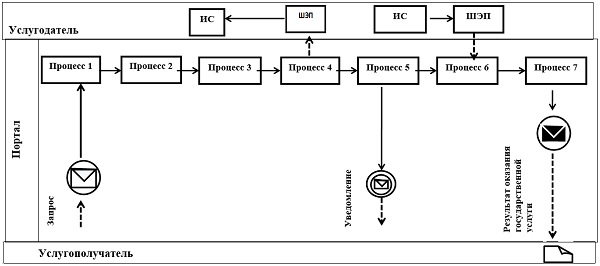 Услугодатель
ИС
ШЭП
ИС
ШЭП
Портал
Процесс 1
Процесс 2
Процесс 3
Процесс 4
Процесс 5
Процесс 6
Процесс 7
Запрос
Уведомление
Результат оказания
государственной
услуги
Услугополучатель